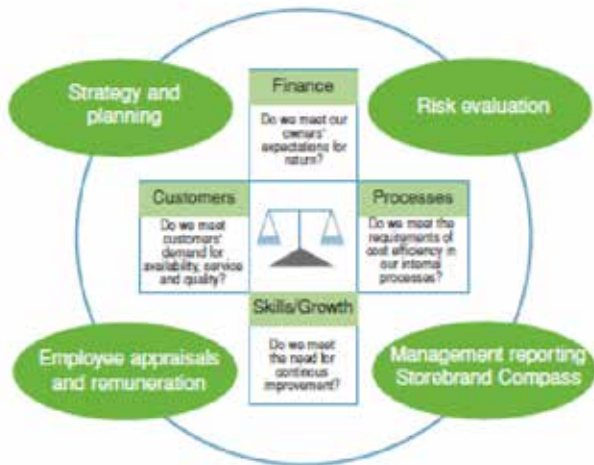 Strategy and
planning
Finance
Do we meet our
owners'
expectations for
return?
Risk evaluation
Customers
Do we meet
customers'
demand for
availability, service
and quality?
Processes
Do we meet the
requirements of
cost efficiency in
our internal
processes?
Skills/Growth
Do we meet
the need for
continous
improvement?
Employee appraisals
and remuneration
Management reporting
Storebrand Compass